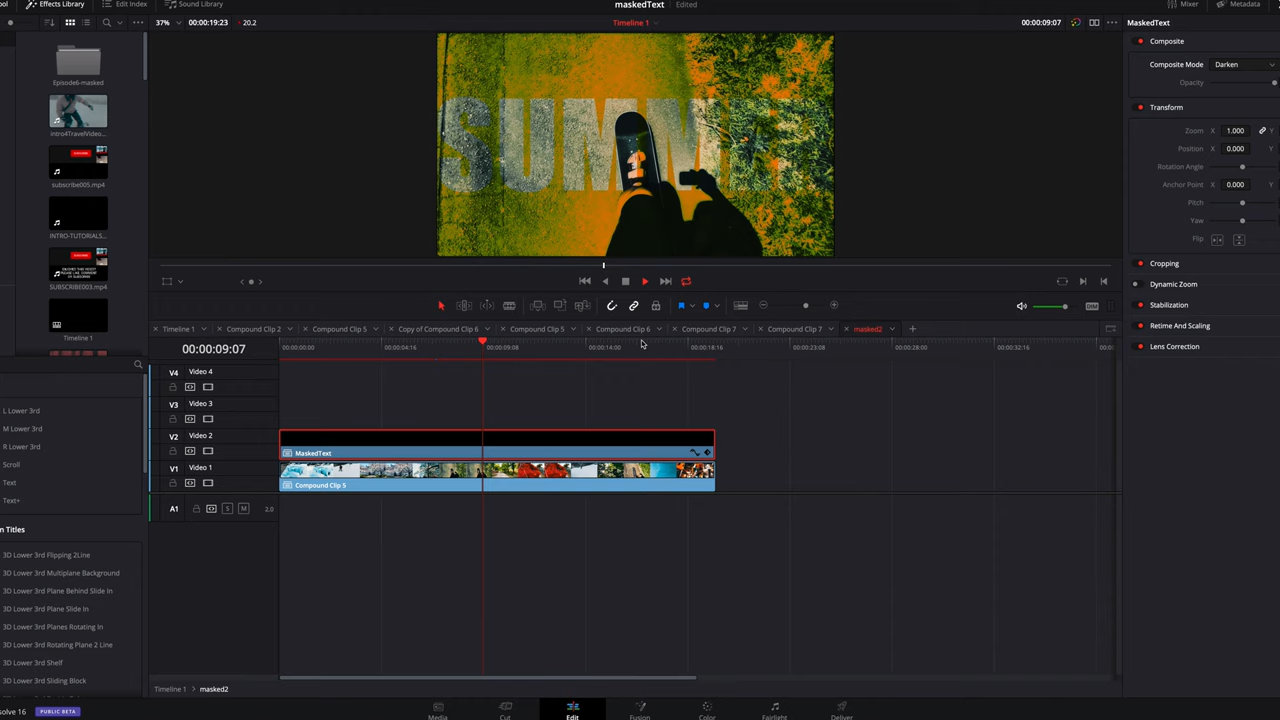 Effects Library
Edit Index
Sound Library
maskedText
Edited
Mixer
Metadata
37%
00:00:19:23
20.2
Timeline 1
00:00:09:07
MaskedText
Episode6-masked
intro4TravelVideo...
subscribe005.mp4
INTRO-TUTORIALS...
SUBSCRIBE003.mp4
Timeline 1
Composite
Composite Mode
Darken
Opacity
Transform
Zoom X 1.000 Y
Position X 0.000 Y
Rotation Angle
Anchor Point X 0.000 Y
Pitch
Yaw
Flip
Cropping
Dynamic Zoom
Stabilization
Retime And Scaling
Lens Correction
DIM
Timeline 1
Compound Clip 2
Compound Clip 5
Copy of Compound Clip 6
Compound Clip 5
Compound Clip 6
Compound Clip 7
Compound Clip 7
masked2
00:00:09:07
00:00:00:00
00:00:04:16
00:00:09:08
00:00:14:00
00:00:18:16
00:00:23:08
00:00:28:00
00:00:32:16
V4 Video 4
V3 Video 3
V2 Video 2
MaskedText
V1 Video 1
Compound Clip 5
A1
S
M
2.0
L Lower 3rd
M Lower 3rd
R Lower 3rd
Scroll
Text
Text+
n Titles
3D Lower 3rd Flipping 2Line
3D Lower 3rd Multiplane Background
3D Lower 3rd Plane Behind Slide In
3D Lower 3rd Plane Slide In
3D Lower 3rd Planes Rotating In
3D Lower 3rd Rotating Plane 2 Line
3D Lower 3rd Shelf
3D Lower 3rd Sliding Block
Timeline 1
masked2
solve 16
PUBLIC BETA
Media
Cut
Edit
Fusion
Color
Fairlight
Deliver